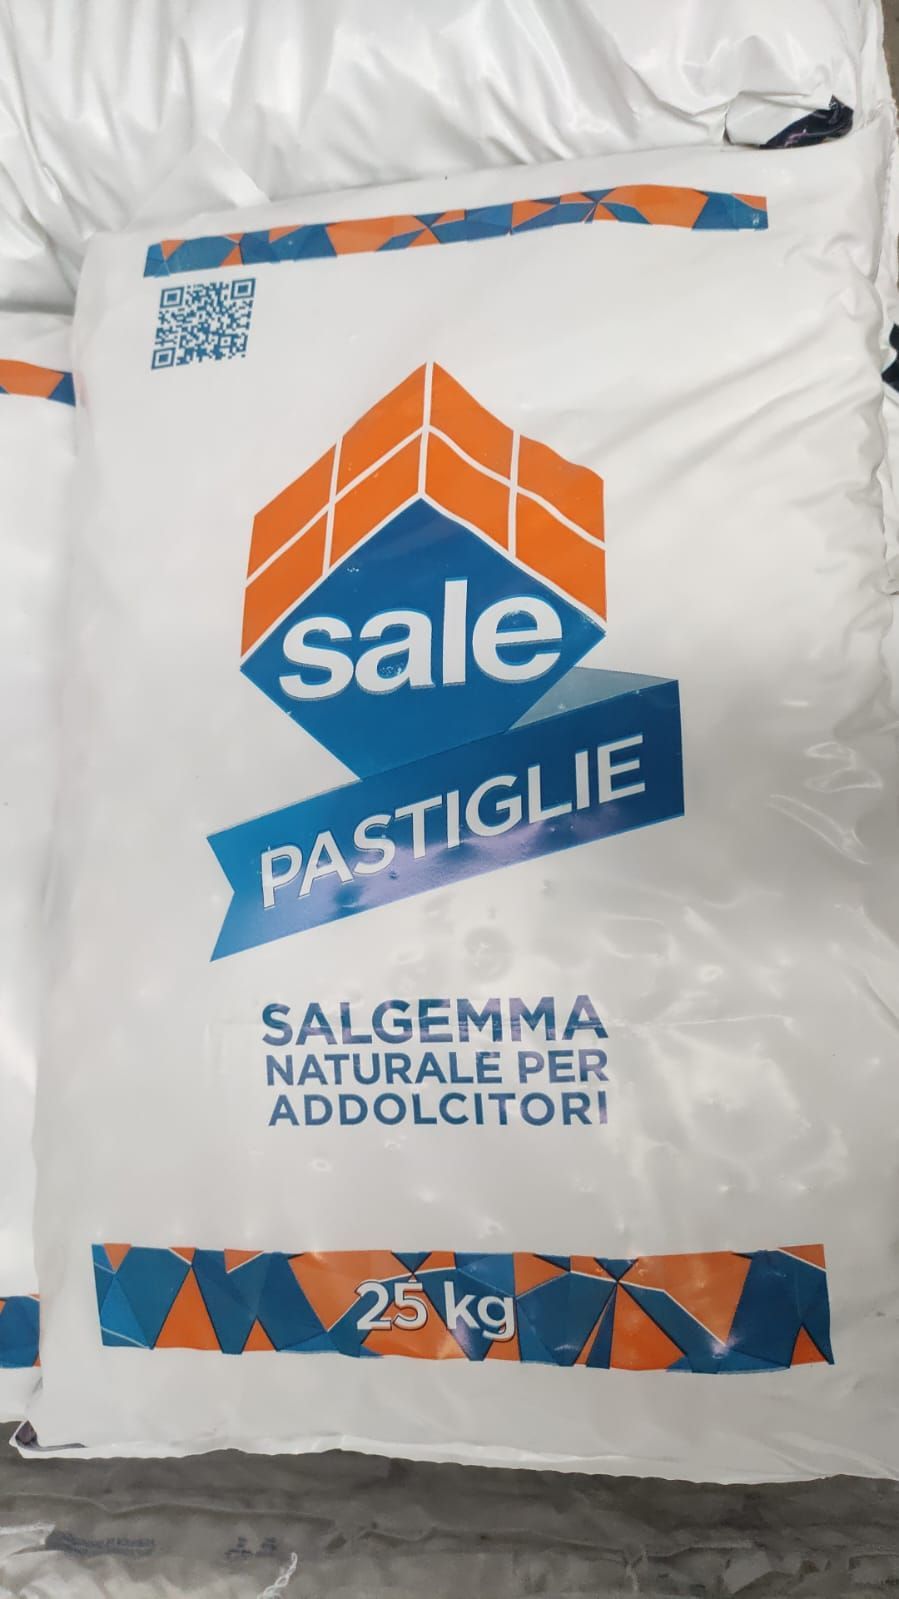 sale
PASTIGLIE
SALGEMMA
NATURALE PER
ADDOLCITORI
25 kg